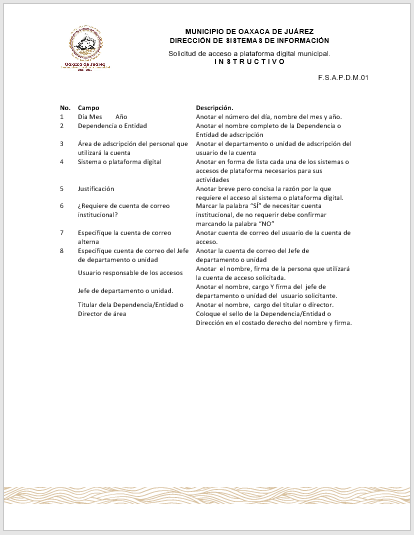 MUNICIPIO DE OAXACA DE JUÁREZ
DIRECCIÓN DE SISTEMAS DE INFORMACIÓN
Solicitud de acceso a plataforma digital municipal.
I N S T R U C T I V O
F.S.A.P.D.M.01
No. Campo Descripción.
1 Dia Mes Año Anotar el número del día, nombre del mes y año.
2 Dependencia o Entidad Anotar el nombre completo de la Dependencia o
Entidad de adscripción
3 Área de adscripción del personal que Anotar el departamento o unidad de adscripción del
utilizará la cuenta usuario de la cuenta
4 Sistema o plataforma digital Anotar en forma de lista cada una de los sistemas o
accesos de plataforma necesarios para sus
actividades
5 Justificación Anotar breve pero concisa la razón por la que
requiere el acceso al sistema o plataforma digital.
6 ¿Requiere de cuenta de correo Marcar la palabra “SÍ” de necesitar cuenta
institucional? institucional, de no requerir debe confirmar
marcando la palabra “NO”
7 Especifique la cuenta de correo Anotar cuenta de correo del usuario de la cuenta de
alterna acceso.
8 Especifique cuenta de correo del Jefe Anotar la cuenta de correo del Jefe de
de departamento o unidad departamento o unidad
Usuario responsable de los accesos Anotar el nombre, firma de la persona que utilizará
la cuenta de acceso solicitada.
Jefe de departamento o unidad. Anotar el nombre, cargo Y firma del jefe de
departamento o unidad del usuario solicitante.
Titular dela Dependencia/Entidad o Anotar el nombre, cargo del titular o director.
Director de área Coloque el sello de la Dependencia/Entidad o
Dirección en el costado derecho del nombre y firma.